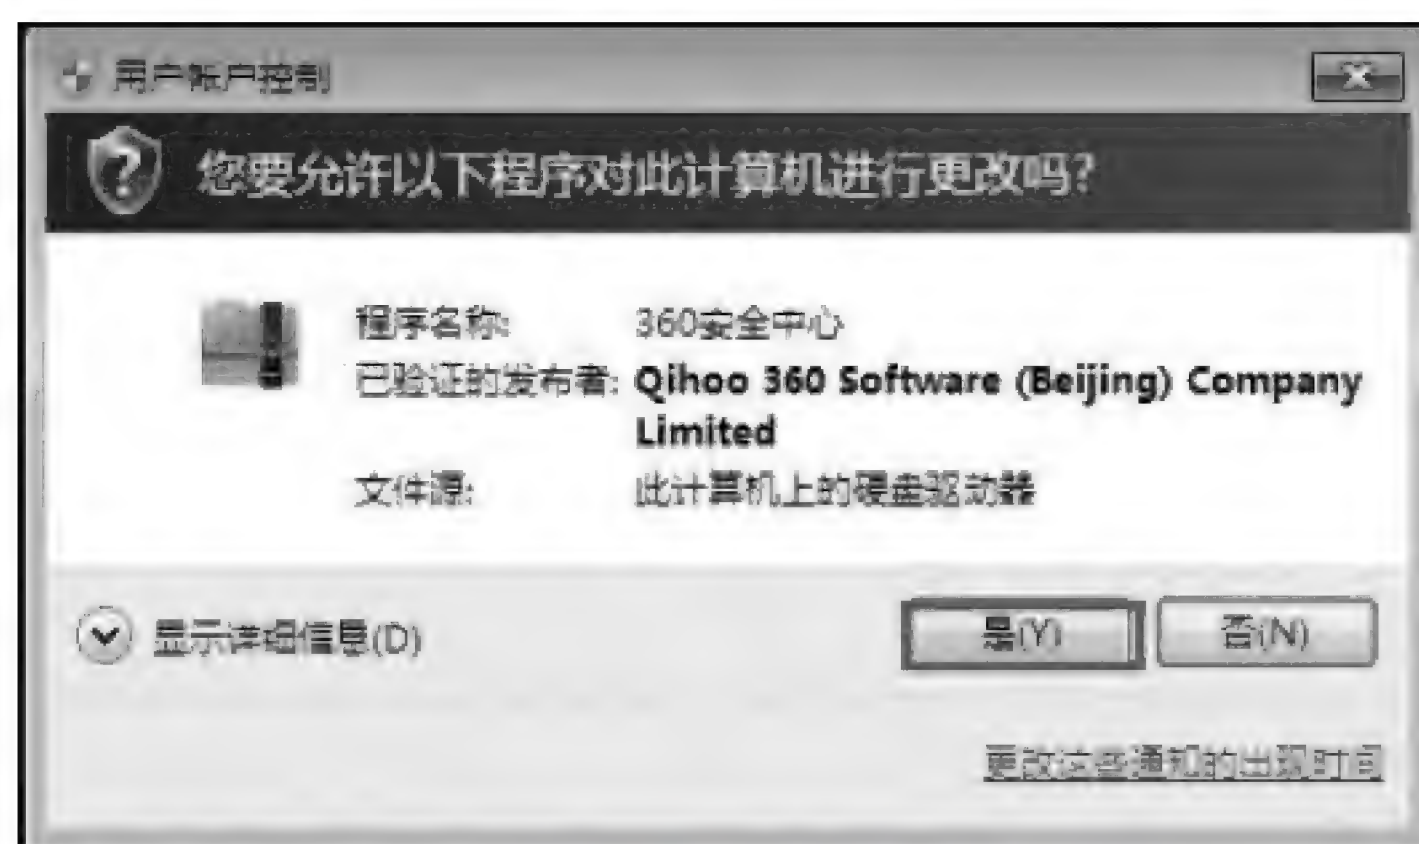 用户帐户控制
您要允许以下程序对此计算机进行更改吗?
程序名称: 360安全中心
已验证的发布者: Qihoo 360 Software (Beijing) Company
Limited
文件源: 此计算机上的硬盘驱动器
显示详细信息(D)
是(Y) 否(N)
更改这些通知的出现时间